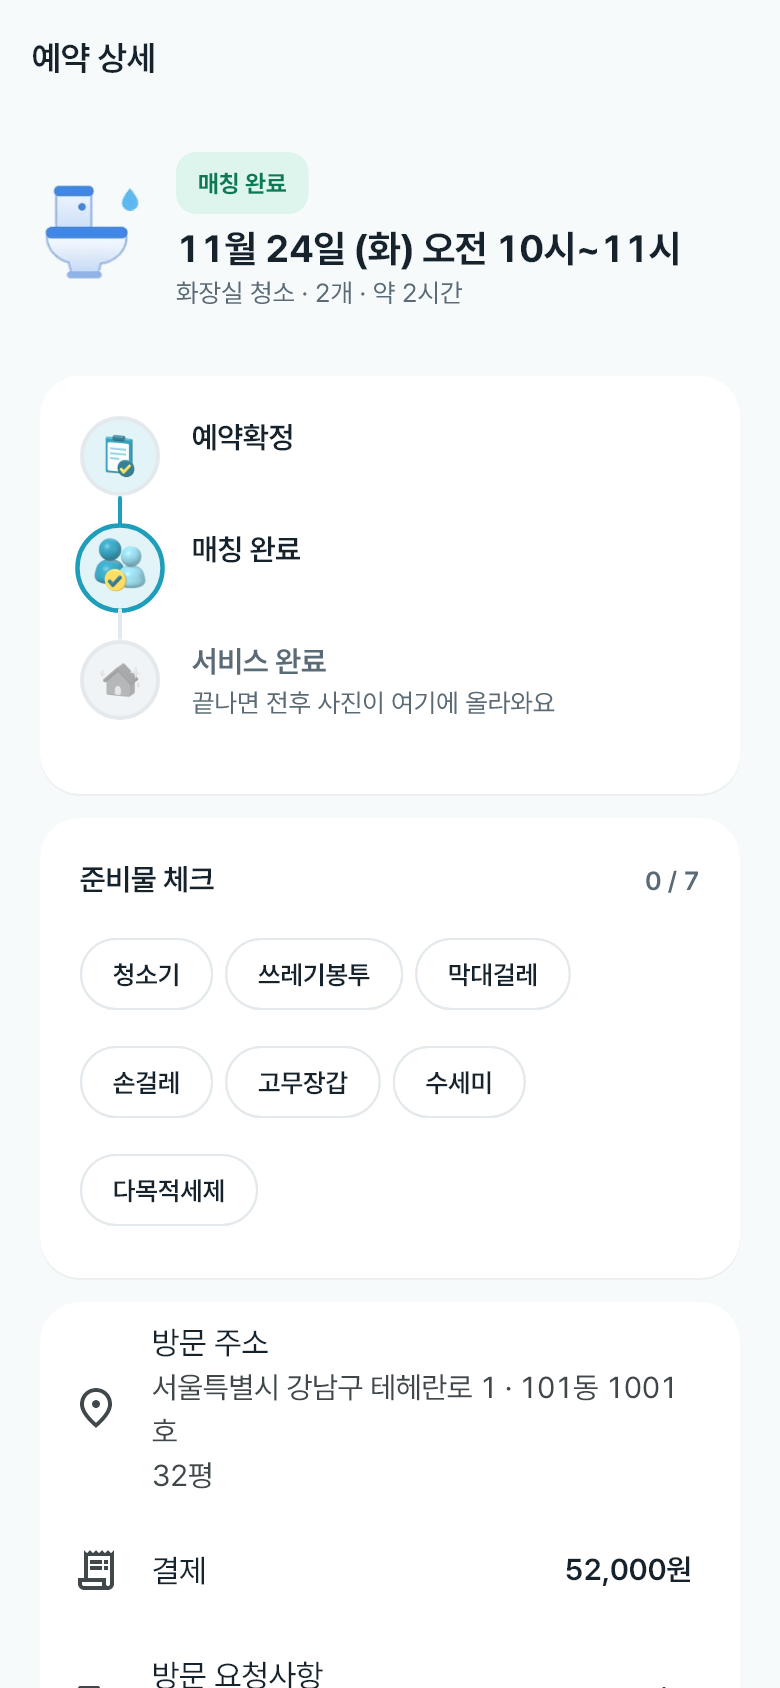 예약 상세
매칭 완료
11월 24일 (화) 오전 10시~11시
화장실 청소 · 2개 · 약 2시간
예약확정
매칭 완료
서비스 완료
끝나면 전후 사진이 여기에 올라와요
준비물 체크
0 / 7
청소기
쓰레기봉투
막대걸레
손걸레
고무장갑
수세미
다목적세제
방문 주소
서울특별시 강남구 테헤란로 1 · 101동 1001
호
32평
결제
52,000원
방문 요청사항